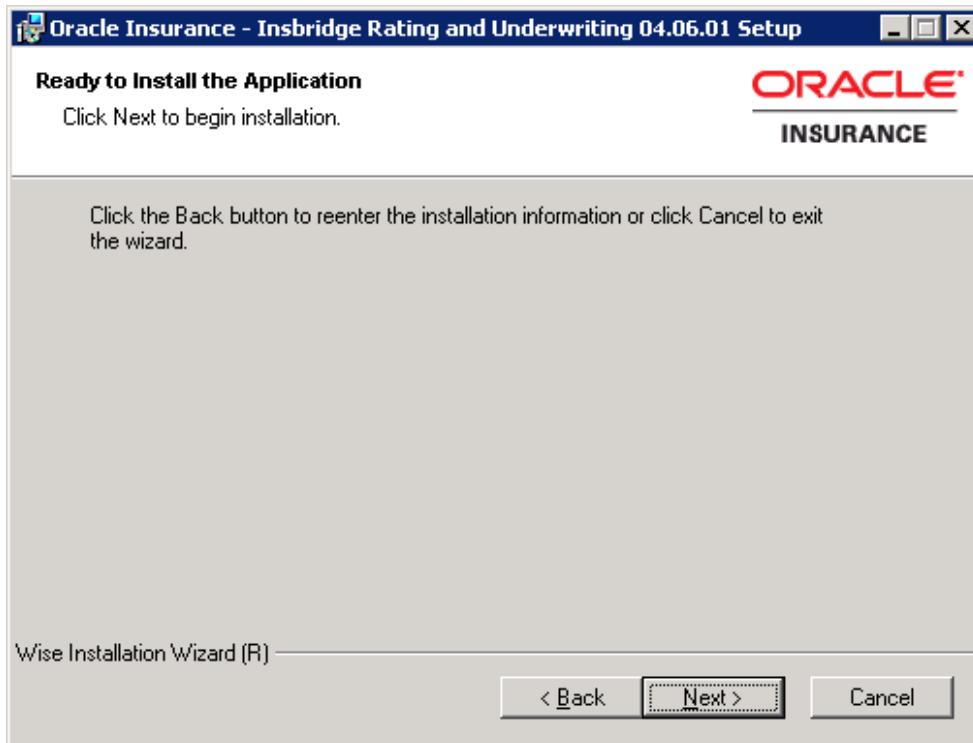 Oracle Insurance - Insbridge Rating and Underwriting 04.06.01 Setup
Ready to Install the Application
Click Next to begin installation.
ORACLE
INSURANCE
Click the Back button to reenter the installation information or click Cancel to exit
the wizard.
Wise Installation Wizard (R)
< Back
Next >
Cancel